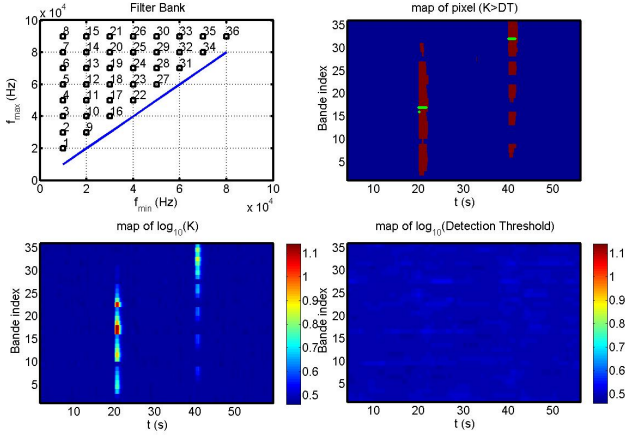 Filter Bank
x 10^4
10
8
6
4
2
0
0 2 4 6 8 10
f_max (Hz)
f_min (Hz)
x 10^4
8 15 21 26 30 33 35 36
7 14 20 25 29 32 34
6 13 19 24 28 31
5 12 18 23 27
4 11 17 22
3 10 16
2 9
1
map of pixel (K>DT)
Bande index
35
30
25
20
15
10
5
10 20 30 40 50
t (s)
map of log10(K)
Bande index
35
30
25
20
15
10
5
10 20 30 40 50
t (s)
1.1
1
0.9
0.8
0.7
0.6
0.5
map of log10(Detection Threshold)
Bande index
35
30
25
20
15
10
5
10 20 30 40 50
t (s)
1.1
1
0.9
0.8
0.7
0.6
0.5